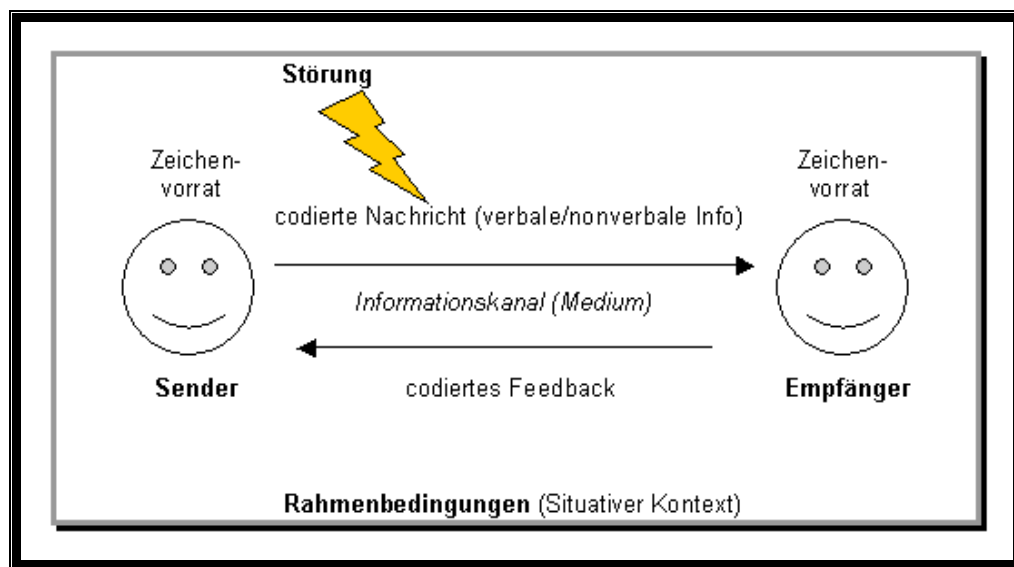 Störung
Zeichen-
vorrat
Zeichen-
vorrat
codierte Nachricht (verbale/nonverbale Info)
Informationskanal (Medium)
Sender
codiertes Feedback
Empfänger
Rahmenbedingungen (Situativer Kontext)